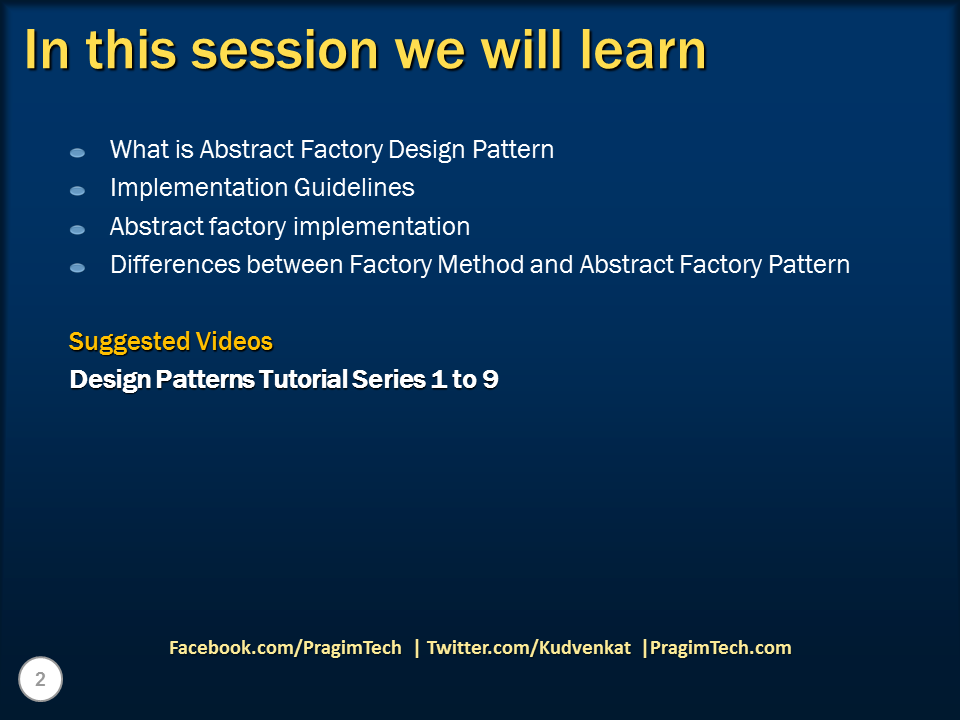 In this session we will learn
What is Abstract Factory Design Pattern
Implementation Guidelines
Abstract factory implementation
Differences between Factory Method and Abstract Factory Pattern
Suggested Videos
Design Patterns Tutorial Series 1 to 9
Facebook.com/PragimTech | Twitter.com/Kudvenkat |PragimTech.com
2